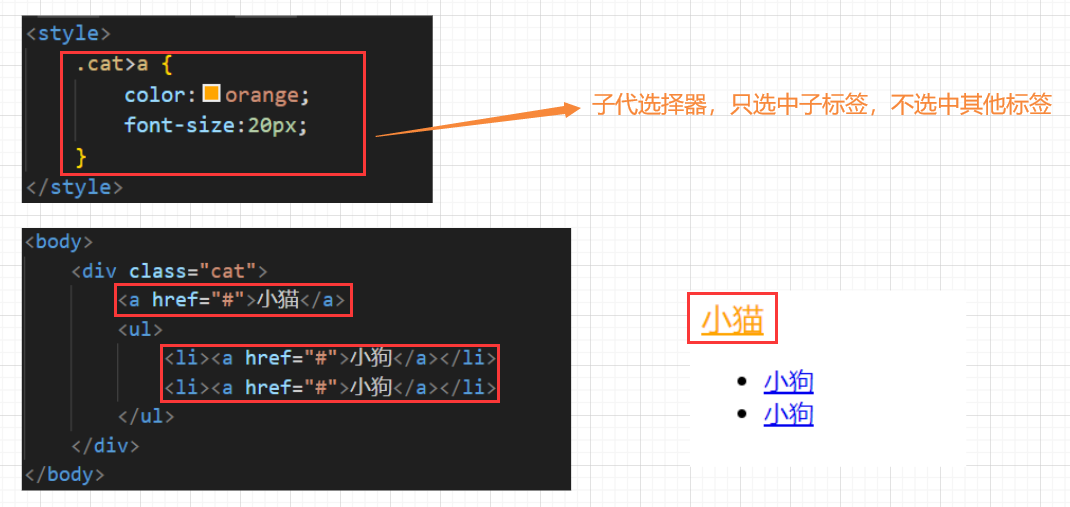 <style>
.cat>a {
color:orange;
font-size:20px;
}
</style>
子代选择器，只选中子标签，不选中其他标签
<body>
<div class="cat">
<a href="#">小猫</a>
<ul>
<li><a href="#">小狗</a></li>
<li><a href="#">小狗</a></li>
</ul>
</div>
</body>
小猫
小狗
小狗